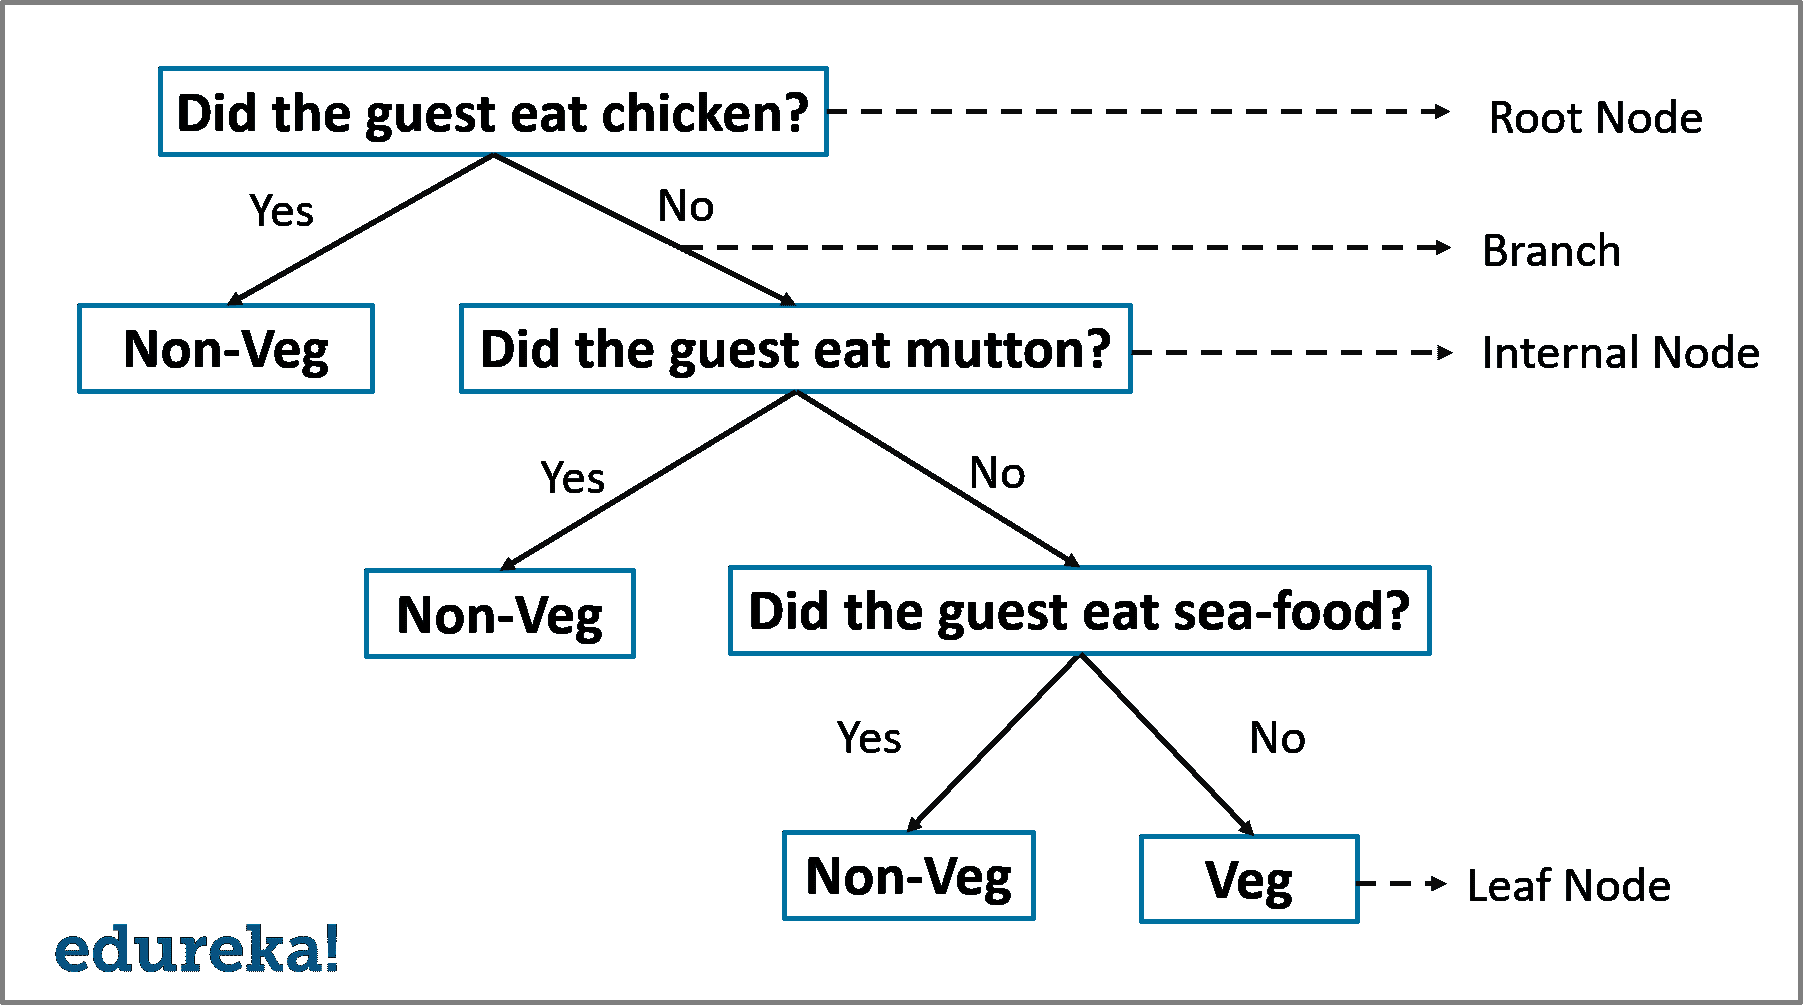 Did the guest eat chicken?
Root Node
Yes
No
Branch
Non-Veg
Did the guest eat mutton?
Internal Node
Yes
No
Non-Veg
Did the guest eat sea-food?
Yes
No
Non-Veg
Veg
Leaf Node
edureka!